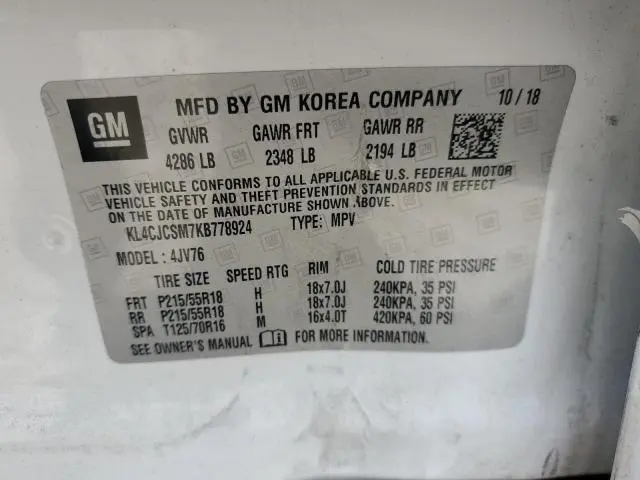 GM MFD BY GM KOREA COMPANY 10/18
GVWR GAWR FRT GAWR RR
4286 LB 2348 LB 2194 LB
THIS VEHICLE CONFORMS TO ALL APPLICABLE U.S. FEDERAL MOTOR
VEHICLE SAFETY AND THEFT PREVENTION STANDARDS IN EFFECT
ON THE DATE OF MANUFACTURE SHOWN ABOVE.
KL4CJCSM7KB778924 TYPE: MPV
MODEL : 4JV76
TIRE SIZE SPEED RTG RIM COLD TIRE PRESSURE
FRT P215/55R18 H 18x7.0J 240KPA, 35 PSI
RR P215/55R18 H 18x7.0J 240KPA, 35 PSI
SPA T125/70R16 M 16x4.0T 420KPA, 60 PSI
SEE OWNER'S MANUAL FOR MORE INFORMATION